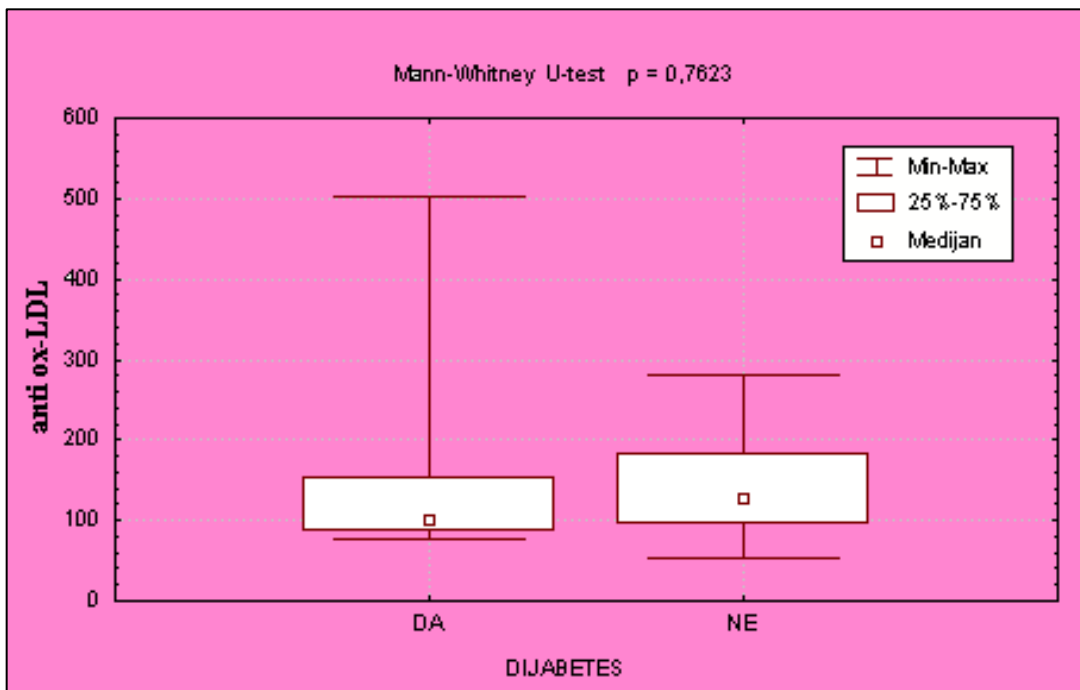 Mann-Whitney U-test p = 0,7623
600
500
400
300
200
100
0
anti ox-LDL
Min-Max
25%-75%
Medijan
DA
NE
DIJABETES